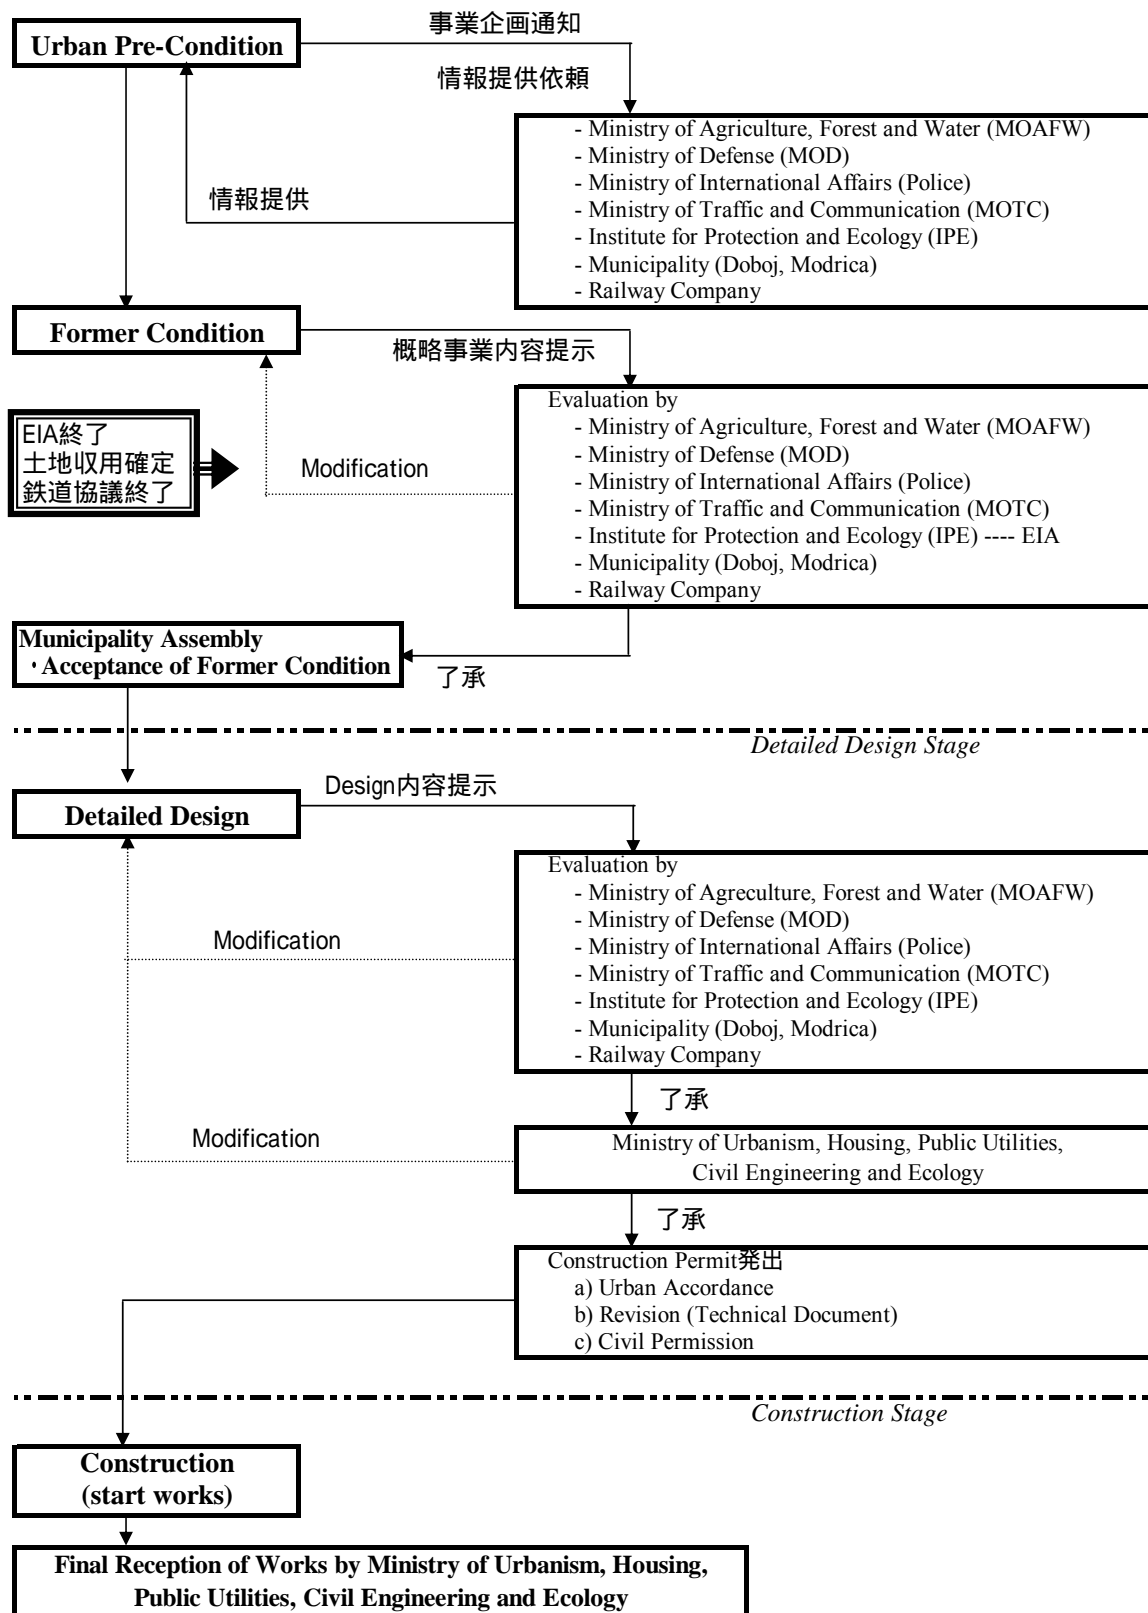 事業企画通知
Urban Pre-Condition
情報提供依頼
- Ministry of Agriculture, Forest and Water (MOAFW)
- Ministry of Defense (MOD)
- Ministry of International Affairs (Police)
- Ministry of Traffic and Communication (MOTC)
- Institute for Protection and Ecology (IPE)
- Municipality (Doboj, Modrica)
- Railway Company
情報提供
Former Condition
概略事業内容提示
Evaluation by
- Ministry of Agriculture, Forest and Water (MOAFW)
- Ministry of Defense (MOD)
- Ministry of International Affairs (Police)
- Ministry of Traffic and Communication (MOTC)
- Institute for Protection and Ecology (IPE) ---- EIA
- Municipality (Doboj, Modrica)
- Railway Company
EIA終了
土地収用確定
鉄道協議終了
Modification
Municipality Assembly
・Acceptance of Former Condition
了承
Detailed Design Stage
Design内容提示
Detailed Design
Evaluation by
- Ministry of Agreculture, Forest and Water (MOAFW)
- Ministry of Defense (MOD)
- Ministry of International Affairs (Police)
- Ministry of Traffic and Communication (MOTC)
- Institute for Protection and Ecology (IPE)
- Municipality (Doboj, Modrica)
- Railway Company
Modification
了承
Modification
Ministry of Urbanism, Housing, Public Utilities,
Civil Engineering and Ecology
了承
Construction Permit発出
a) Urban Accordance
b) Revision (Technical Document)
c) Civil Permission
Construction Stage
Construction
(start works)
Final Reception of Works by Ministry of Urbanism, Housing,
Public Utilities, Civil Engineering and Ecology